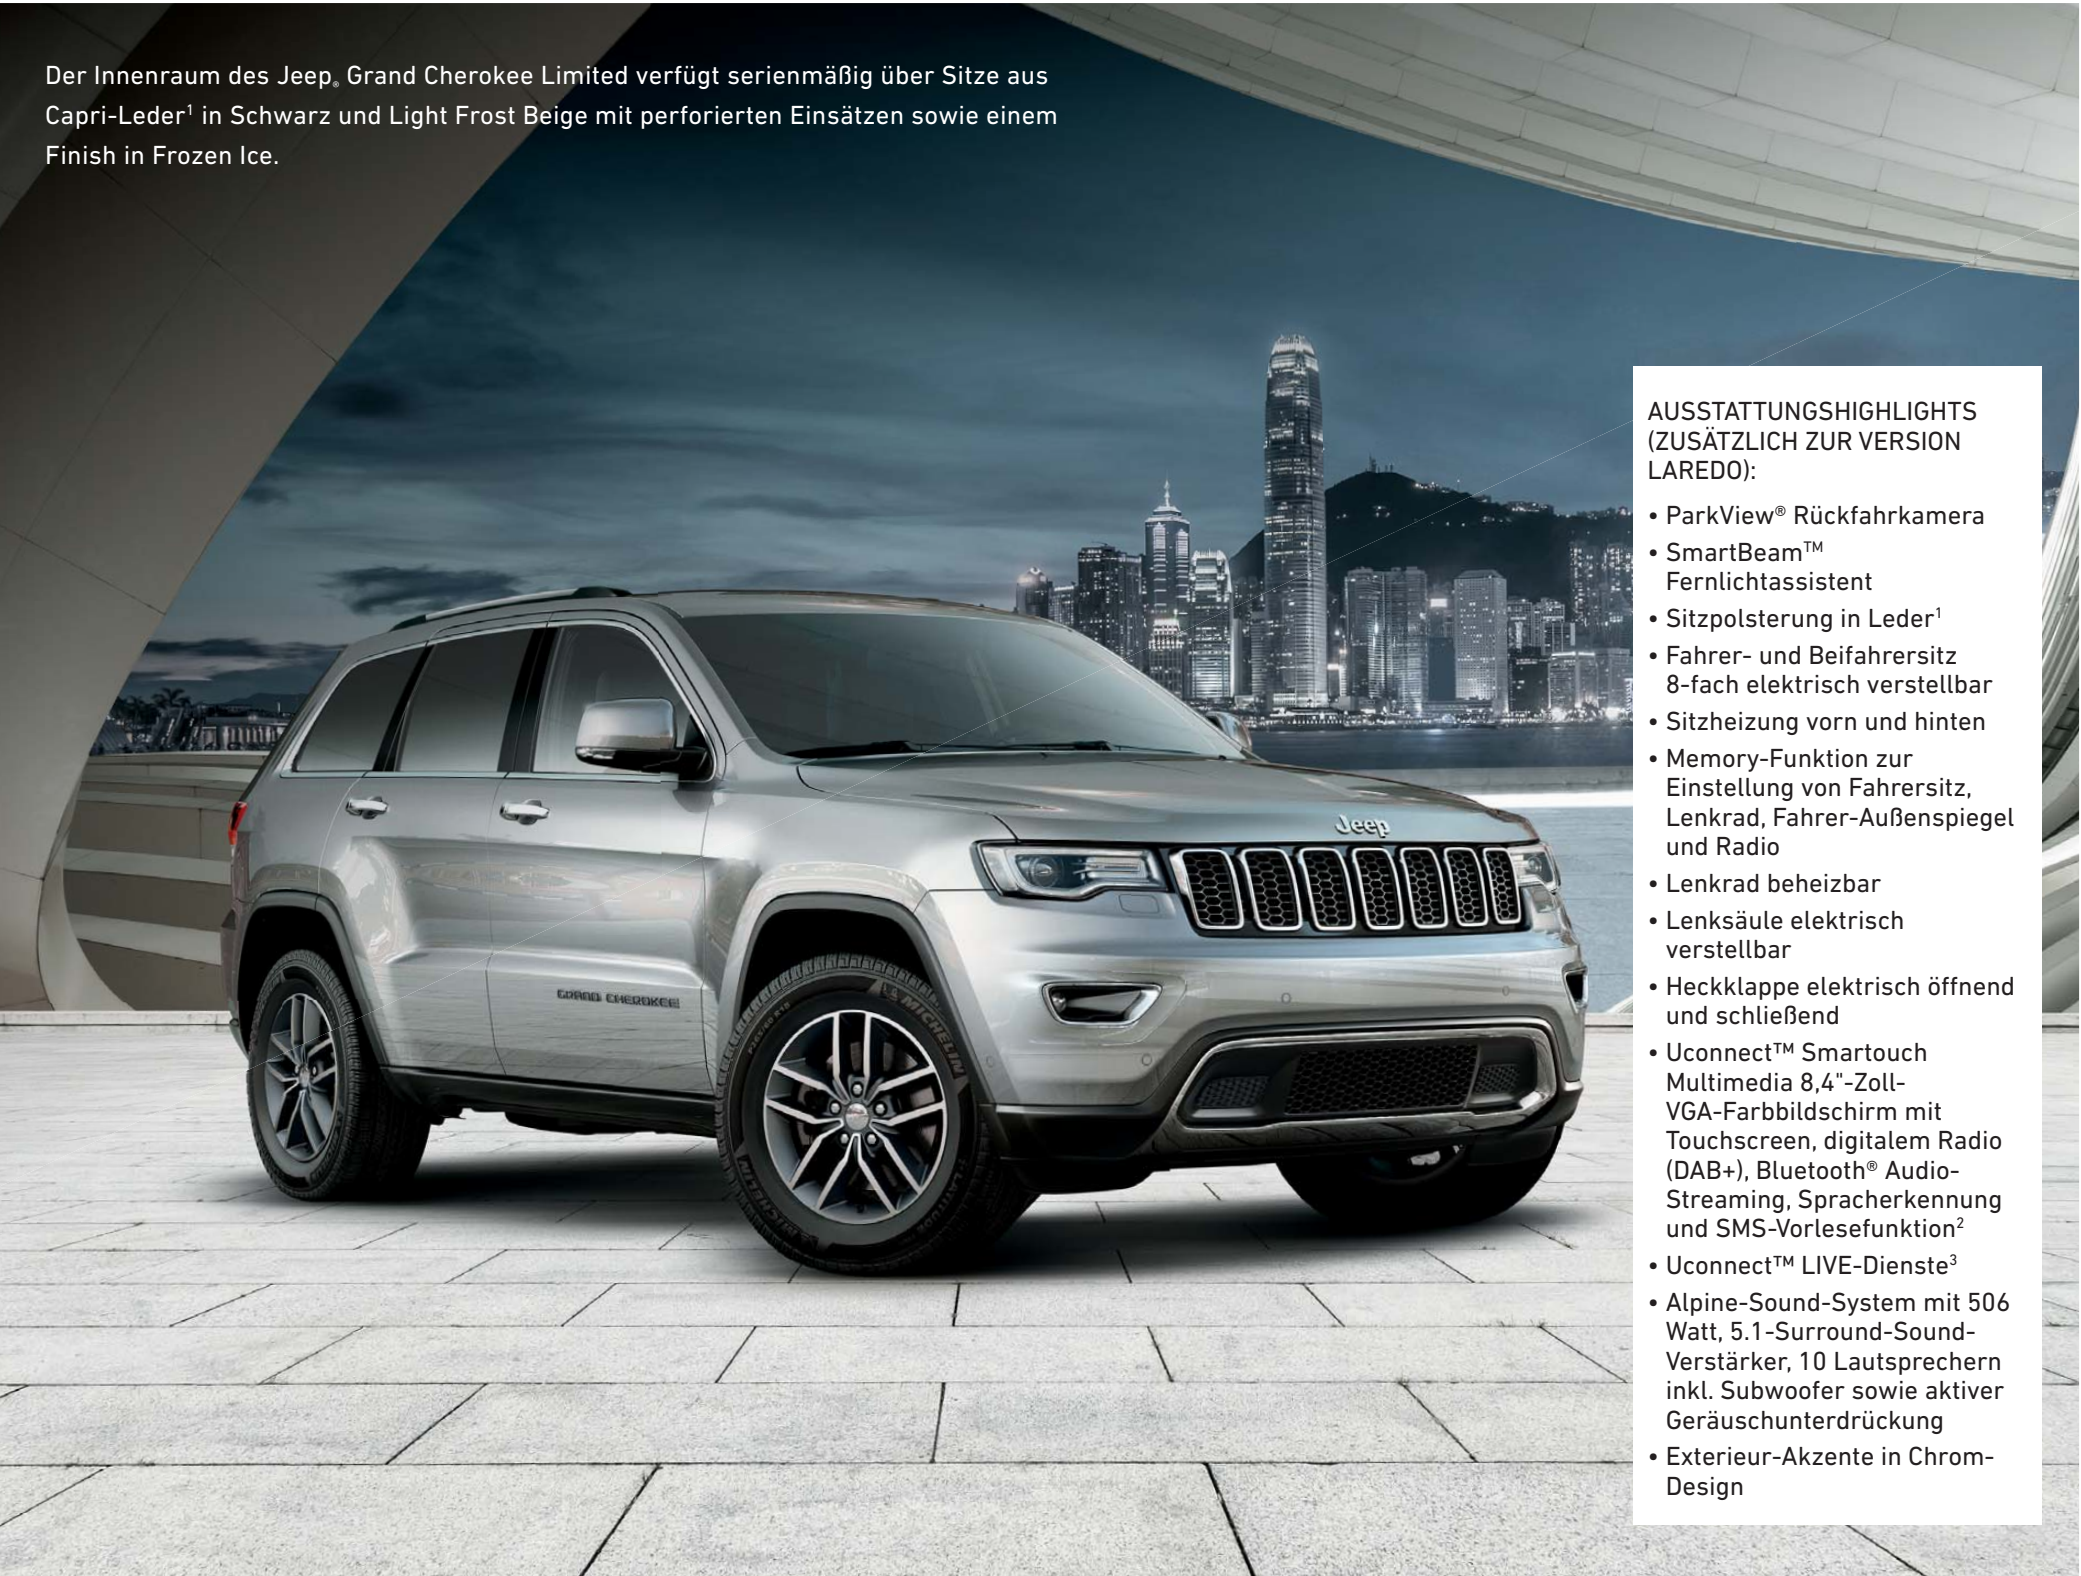 Der Innenraum des Jeep® Grand Cherokee Limited verfügt serienmäßig über Sitze aus
Capri-Leder¹ in Schwarz und Light Frost Beige mit perforierten Einsätzen sowie einem
Finish in Frozen Ice.
AUSSTATTUNGSHIGHLIGHTS
(ZUSÄTZLICH ZUR VERSION
LAREDO):
• ParkView® Rückfahrkamera
• SmartBeam™
Fernlichtassistent
• Sitzpolsterung in Leder¹
• Fahrer- und Beifahrersitz
8-fach elektrisch verstellbar
• Sitzheizung vorn und hinten
• Memory-Funktion zur
Einstellung von Fahrersitz,
Lenkrad, Fahrer-Außenspiegel
und Radio
• Lenkrad beheizbar
• Lenksäule elektrisch
verstellbar
• Heckklappe elektrisch öffnend
und schließend
• Uconnect™ Smartouch
Multimedia 8,4"-Zoll-
VGA-Farbbildschirm mit
Touchscreen, digitalem Radio
(DAB+), Bluetooth® Audio-
Streaming, Spracherkennung
und SMS-Vorlesefunktion²
• Uconnect™ LIVE-Dienste³
• Alpine-Sound-System mit 506
Watt, 5.1-Surround-Sound-
Verstärker, 10 Lautsprechern
inkl. Subwoofer sowie aktiver
Geräuschunterdrückung
• Exterieur-Akzente in Chrom-
Design
Jeep
GRAND CHEROKEE
MICHELIN
P265/60 R18
MICHELIN
LATITUDE
MICHELIN